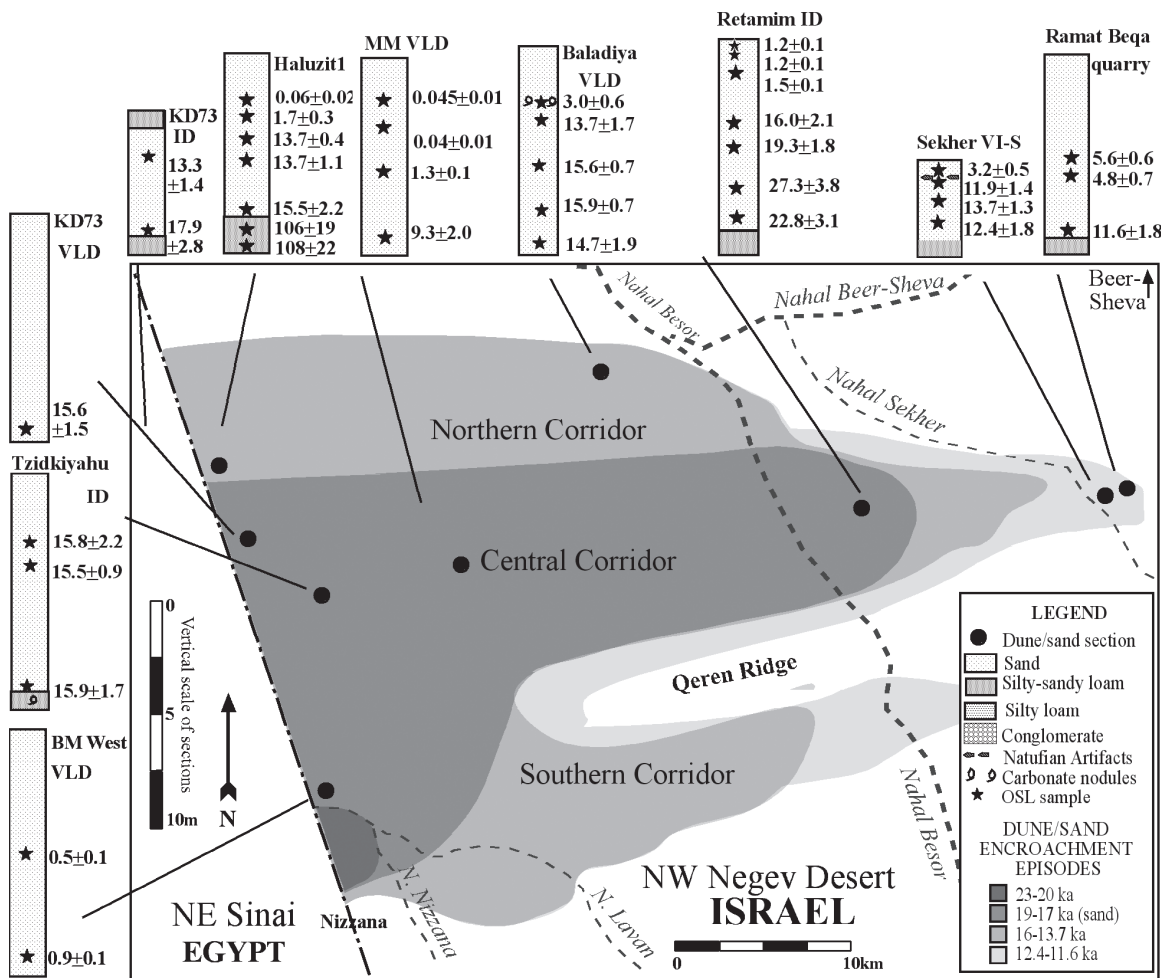 Retamim ID
1.2±0.1
1.2±0.1
1.5±0.1
16.0±2.1
19.3±1.8
27.3±3.8
22.8±3.1
Ramat Beqa
quarry
5.6±0.6
4.8±0.7
11.6±1.8
MM VLD
0.045±0.01
0.04±0.01
1.3±0.1
9.3±2.0
Baladiya
VLD
3.0±0.6
13.7±1.7
15.6±0.7
15.9±0.7
14.7±1.9
Haluzit1
0.06±0.02
1.7±0.3
13.7±0.4
13.7±1.1
15.5±2.2
106±19
108±22
KD73
ID
13.3
±1.4
17.9
±2.8
Sekher VI-S
3.2±0.5
11.9±1.4
13.7±1.3
12.4±1.8
KD73
VLD
15.6
±1.5
Tzidkiyahu
ID
15.8±2.2
15.5±0.9
15.9±1.7
BM West
VLD
0.5±0.1
0.9±0.1
Nahal Besor
Nahal Beer-Sheva
Beer-
Sheva
Nahal Sekher
Northern Corridor
Central Corridor
Qeren Ridge
Southern Corridor
0
5
10m
Vertical scale of sections
N
Nahal Besor
N. Nizzana
N. Lavan
Nizzana
NE Sinai
EGYPT
NW Negev Desert
ISRAEL
0
10km
LEGEND
Dune/sand section
Sand
Silty-sandy loam
Silty loam
Conglomerate
Natufian Artifacts
Carbonate nodules
OSL sample
DUNE/SAND
ENCROACHMENT
EPISODES
23-20 ka
19-17 ka (sand)
16-13.7 ka
12.4-11.6 ka